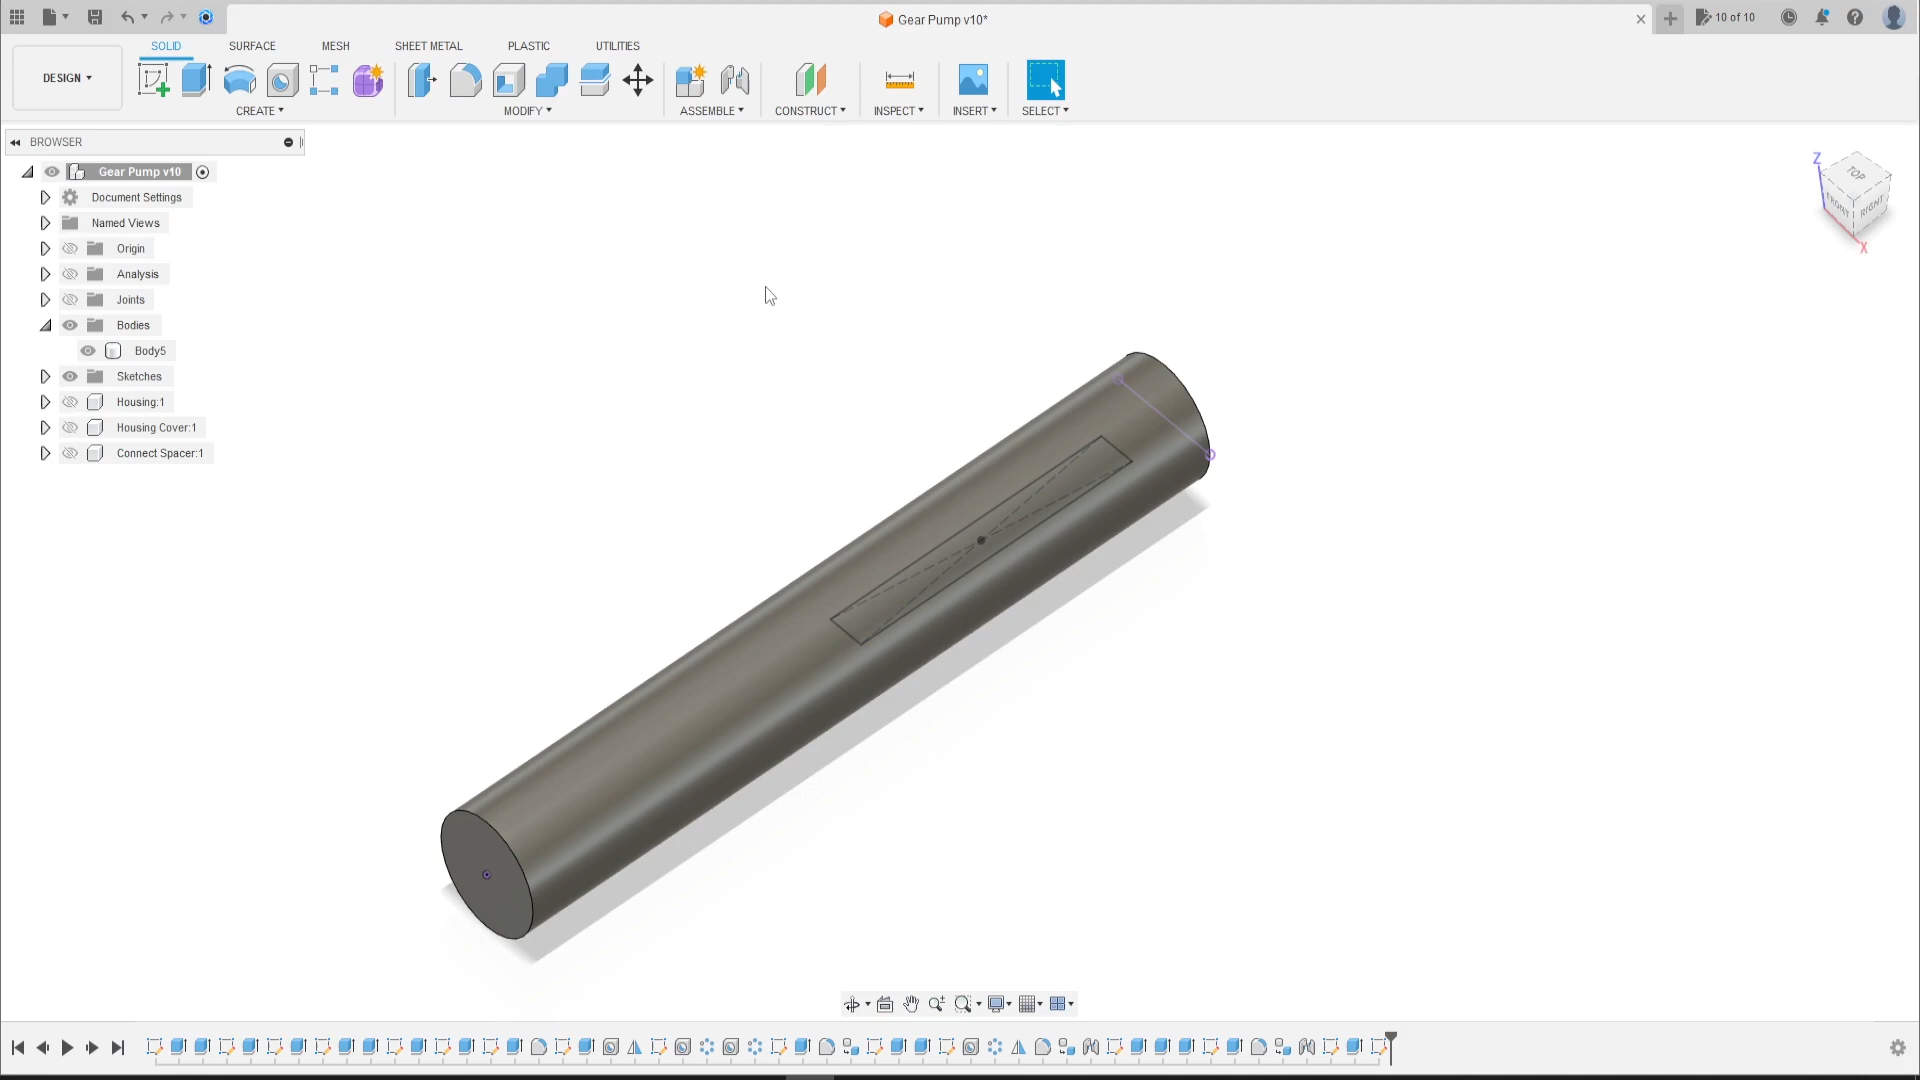 Gear Pump v10*
10 of 10
SOLID
SURFACE
MESH
SHEET METAL
PLASTIC
UTILITIES
DESIGN
CREATE
MODIFY
ASSEMBLE
CONSTRUCT
INSPECT
INSERT
SELECT
BROWSER
Gear Pump v10
Document Settings
Named Views
Origin
Analysis
Joints
Bodies
Body5
Sketches
Housing:1
Housing Cover:1
Connect Spacer:1
Z
TOP
FRONT
RIGHT
X